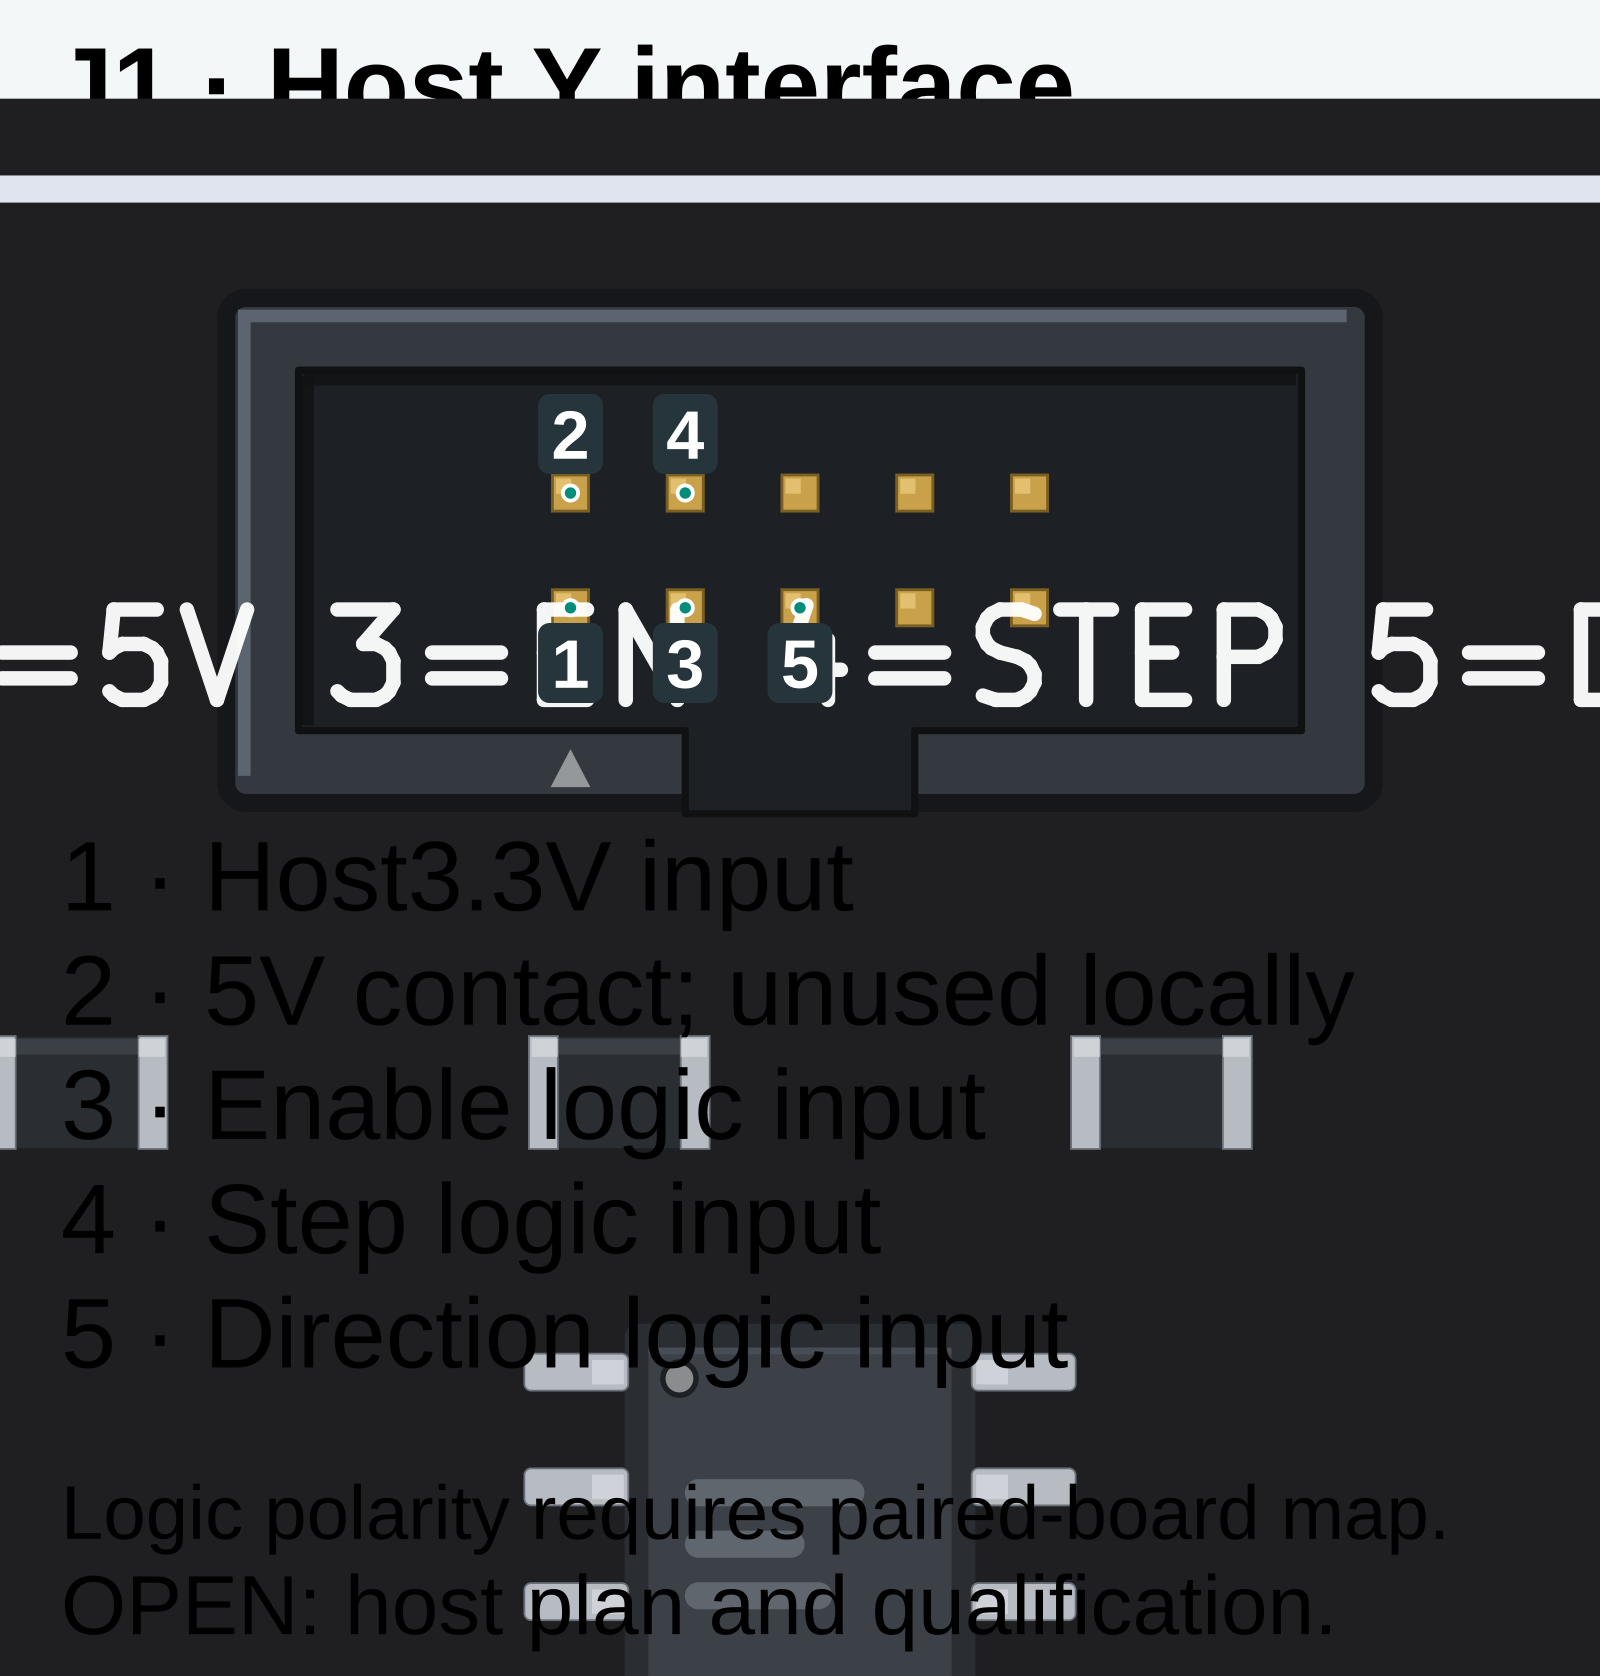 J1 · Host Y interface
2 4
=5V 3=EN 4=STEP 5=D
1 3 5
1 · Host3.3V input
2 · 5V contact; unused locally
3 · Enable logic input
4 · Step logic input
5 · Direction logic input
Logic polarity requires paired-board map.
OPEN: host plan and qualification.